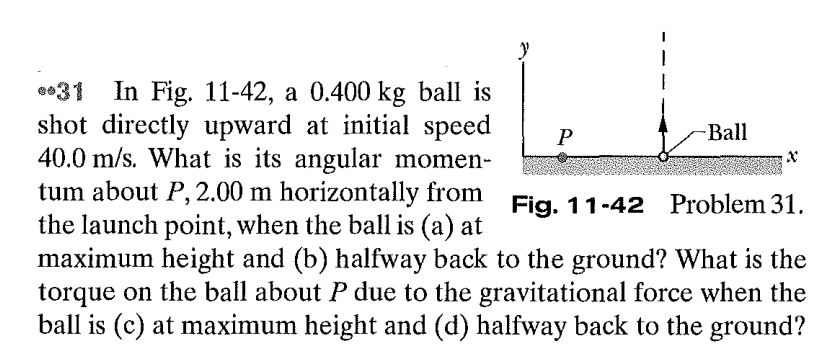 y
••31 In Fig. 11-42, a 0.400 kg ball is
shot directly upward at initial speed
P
Ball
40.0 m/s. What is its angular momen-
x
tum about P, 2.00 m horizontally from
Fig. 11-42 Problem 31.
the launch point, when the ball is (a) at
maximum height and (b) halfway back to the ground? What is the
torque on the ball about P due to the gravitational force when the
ball is (c) at maximum height and (d) halfway back to the ground?